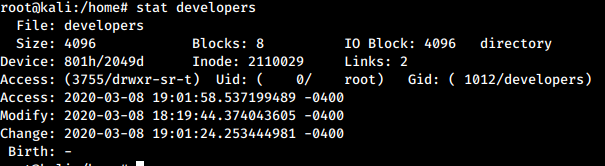 root@kali:/home# stat developers
  File: developers
  Size: 4096            Blocks: 8          IO Block: 4096   directory
Device: 801h/2049d      Inode: 2110029     Links: 2
Access: (3755/drwxr-sr-t)  Uid: (    0/    root)   Gid: ( 1012/developers)
Access: 2020-03-08 19:01:58.537199489 -0400
Modify: 2020-03-08 18:19:44.374043605 -0400
Change: 2020-03-08 19:01:24.253444981 -0400
 Birth: -